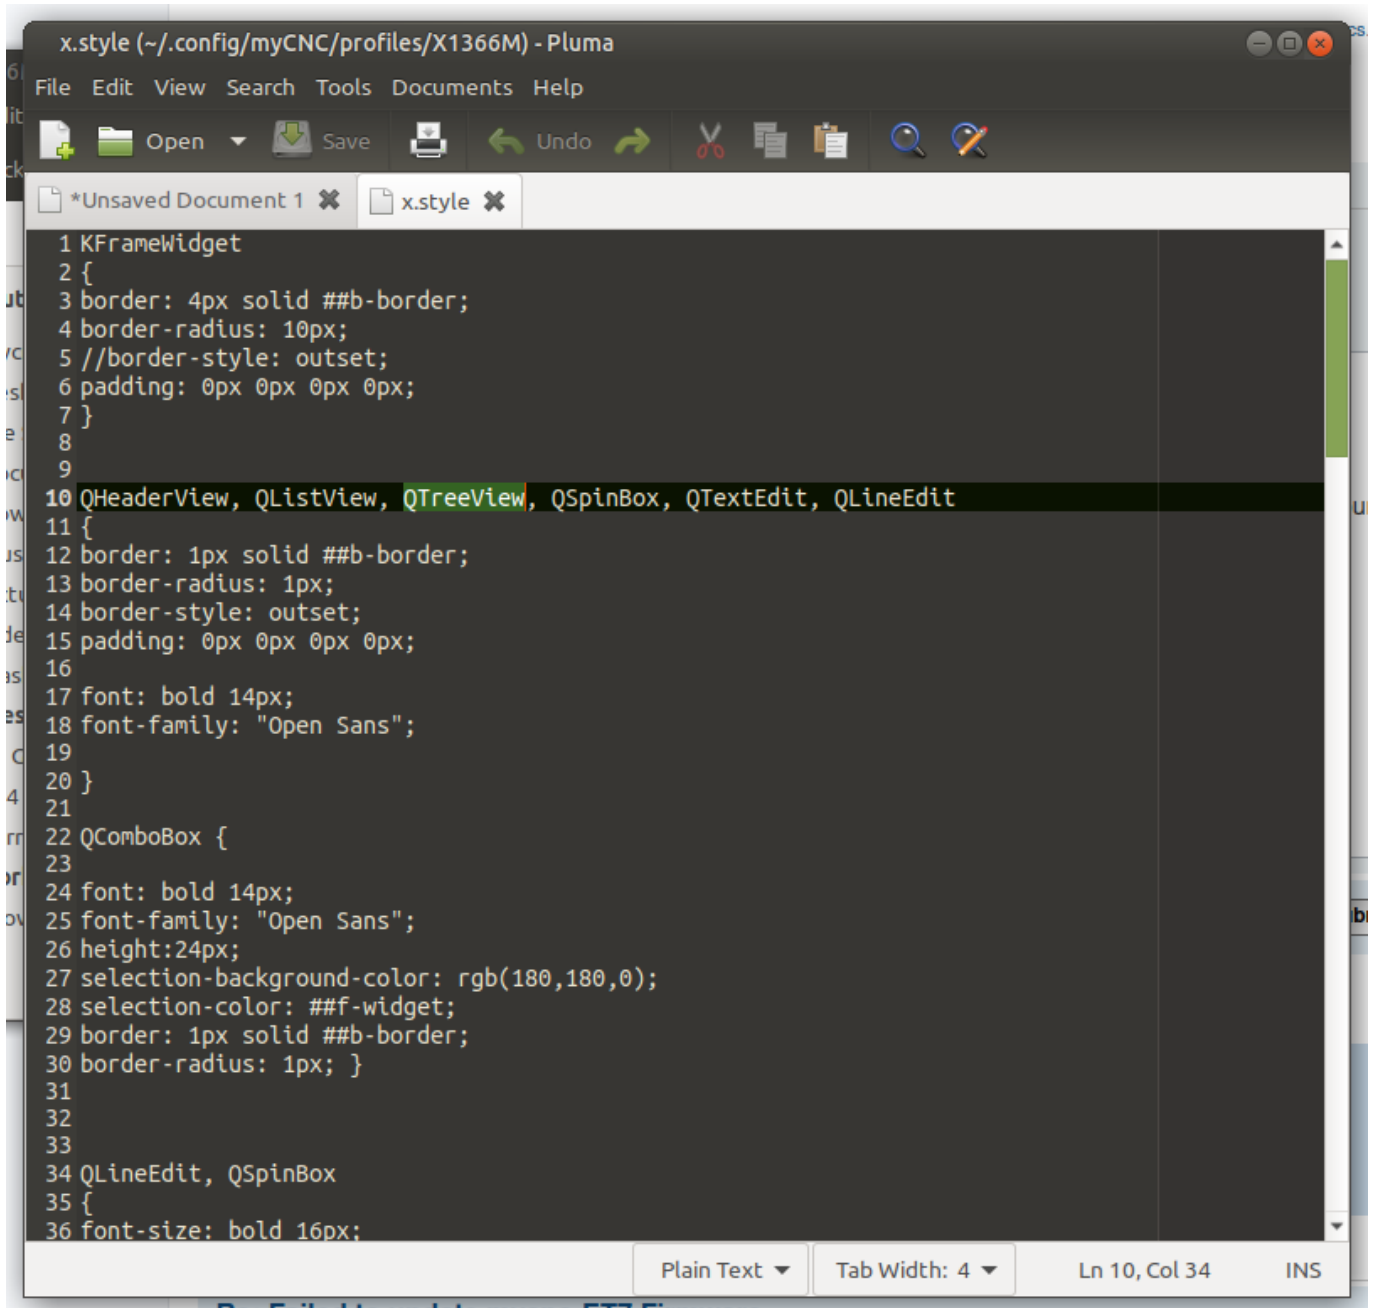 x.style (~/.config/myCNC/profiles/X1366M) - Pluma
File Edit View Search Tools Documents Help
Open Save Undo
*Unsaved Document 1 x.style
1 KFrameWidget
2 {
3 border: 4px solid ##b-border;
4 border-radius: 10px;
5 //border-style: outset;
6 padding: 0px 0px 0px 0px;
7 }
8
9
10 QHeaderView, QListView, QTreeView, QSpinBox, QTextEdit, QLineEdit
11 {
12 border: 1px solid ##b-border;
13 border-radius: 1px;
14 border-style: outset;
15 padding: 0px 0px 0px 0px;
16
17 font: bold 14px;
18 font-family: "Open Sans";
19
20 }
21
22 QComboBox {
23
24 font: bold 14px;
25 font-family: "Open Sans";
26 height:24px;
27 selection-background-color: rgb(180,180,0);
28 selection-color: ##f-widget;
29 border: 1px solid ##b-border;
30 border-radius: 1px; }
31
32
33
34 QLineEdit, QSpinBox
35 {
36 font-size: bold 16px;
Plain Text Tab Width: 4 Ln 10, Col 34 INS